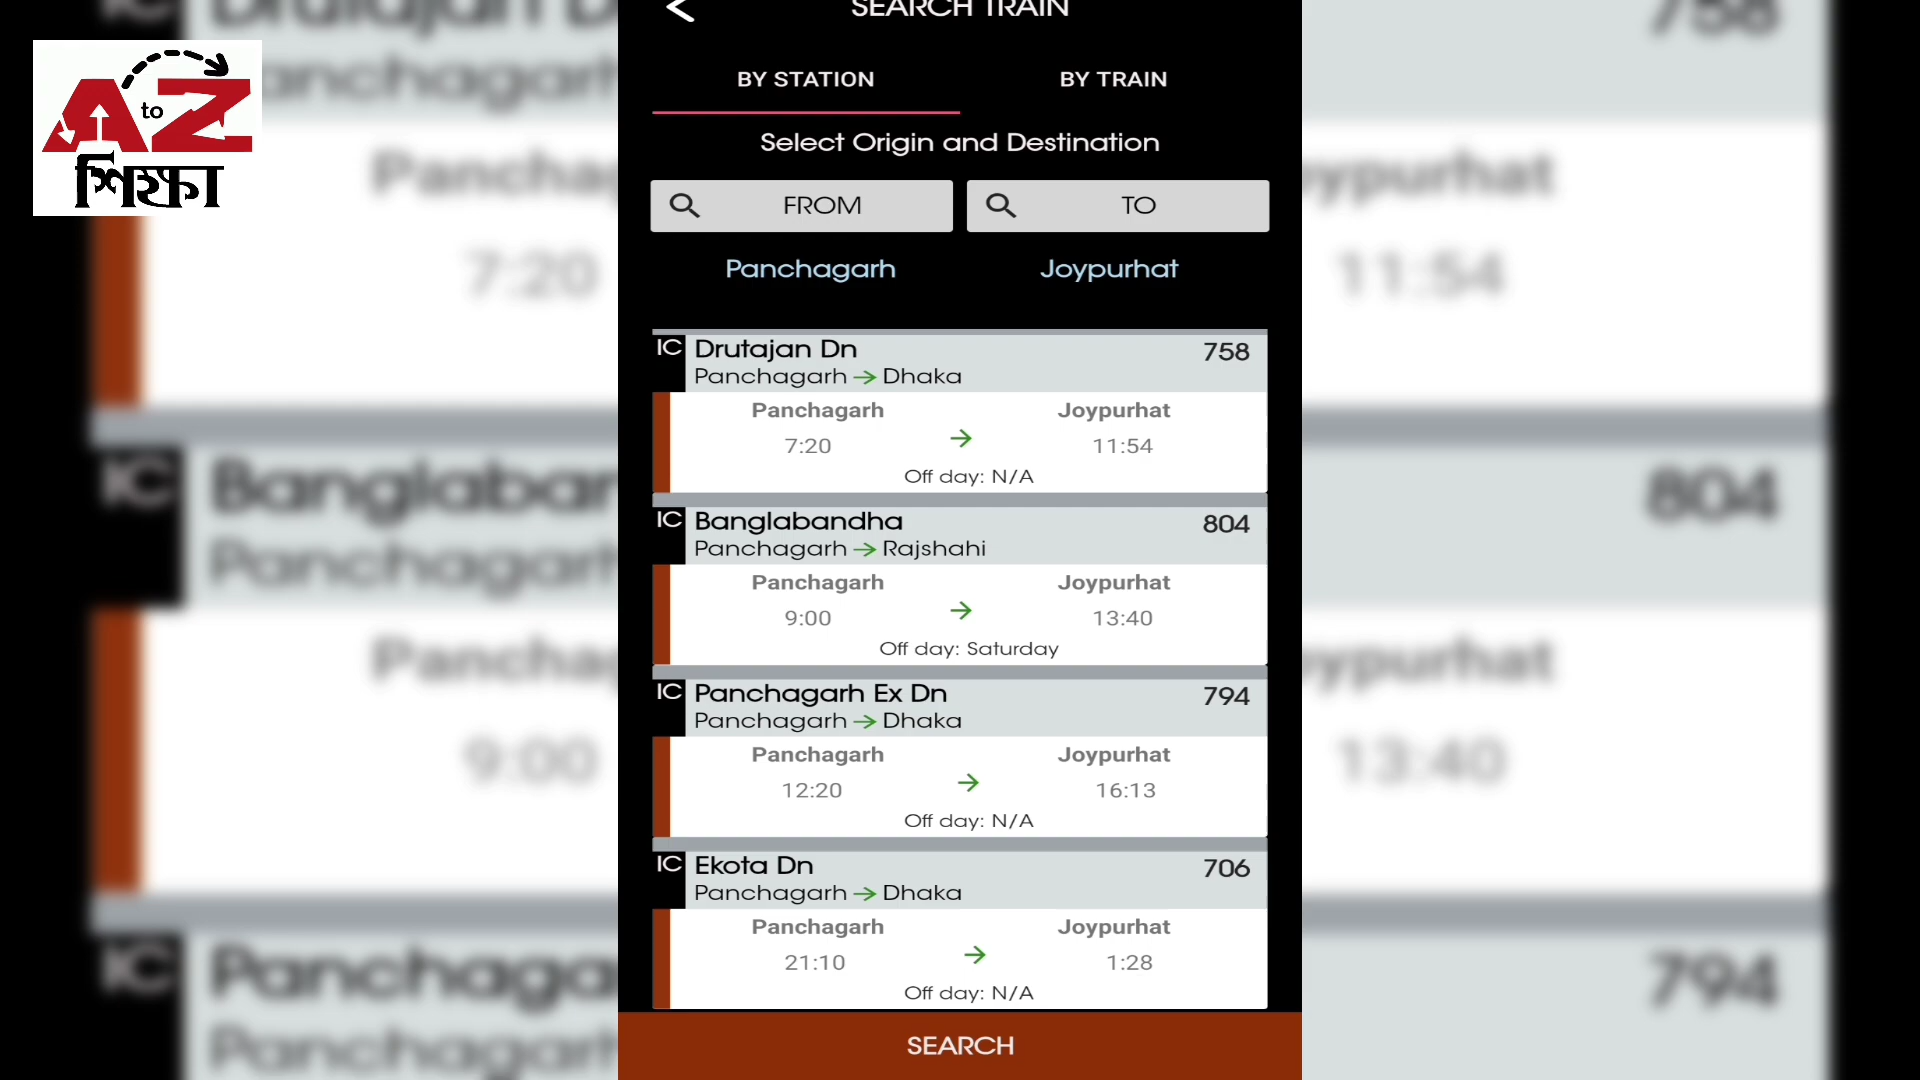 A to Z
শিক্ষা
SEARCH TRAIN
BY STATION
BY TRAIN
Select Origin and Destination
FROM
TO
Panchagarh
Joypurhat
IC
Drutajan Dn
758
Panchagarh → Dhaka
Panchagarh
Joypurhat
7:20
→
11:54
Off day: N/A
IC
Banglabandha
804
Panchagarh → Rajshahi
Panchagarh
Joypurhat
9:00
→
13:40
Off day: Saturday
IC
Panchagarh Ex Dn
794
Panchagarh → Dhaka
Panchagarh
Joypurhat
12:20
→
16:13
Off day: N/A
IC
Ekota Dn
706
Panchagarh → Dhaka
Panchagarh
Joypurhat
21:10
→
1:28
Off day: N/A
SEARCH